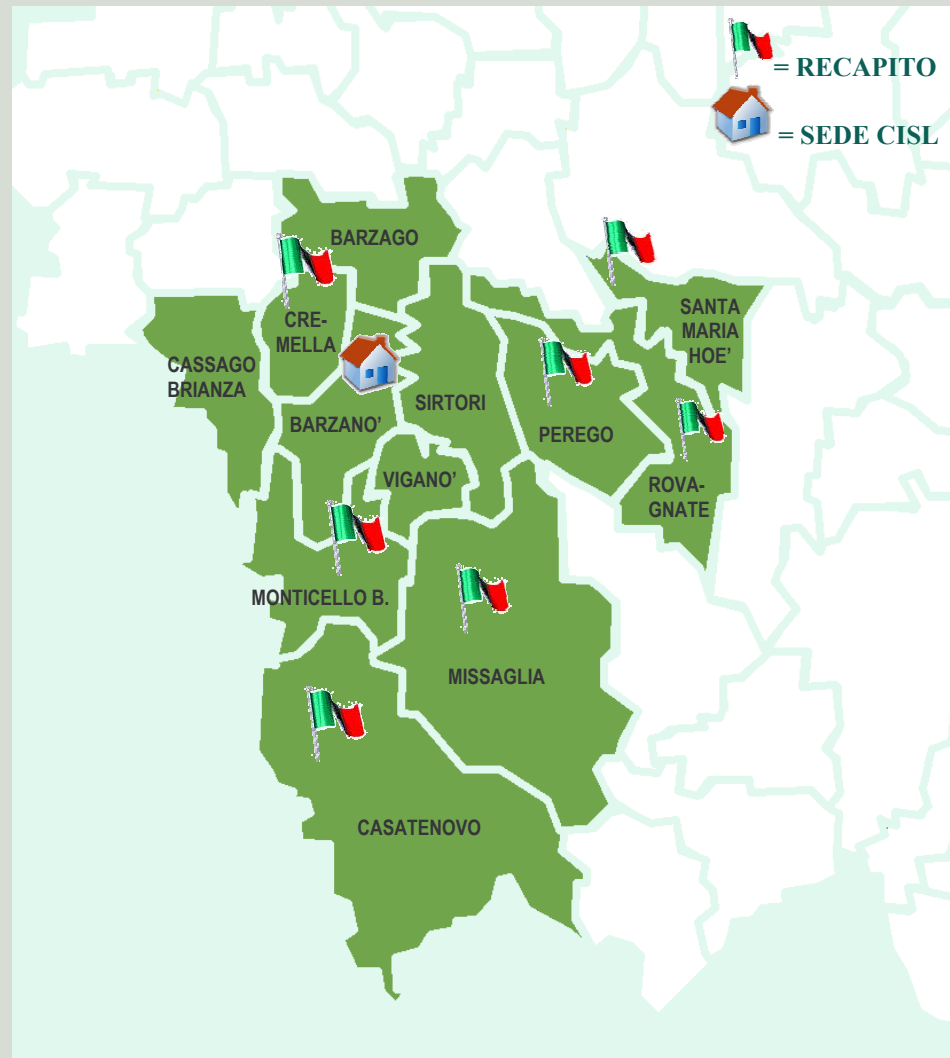 = RECAPITO
= SEDE CISL
BARZAGO
SANTA
MARIA
HOE’
CRE-
MELLA
CASSAGO
BRIANZA
SIRTORI
BARZANO’
PEREGO
VIGANO’
ROVA-
GNATE
MONTICELLO B.
MISSAGLIA
CASATENOVO